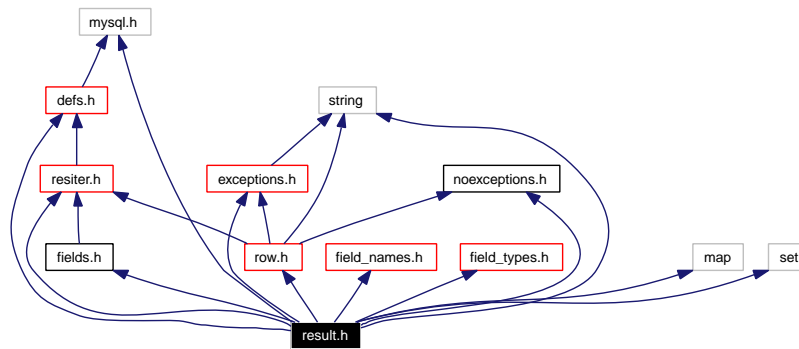 mysql.h
defs.h
string
resiter.h
exceptions.h
noexceptions.h
fields.h
row.h
field_names.h
field_types.h
map
set
result.h